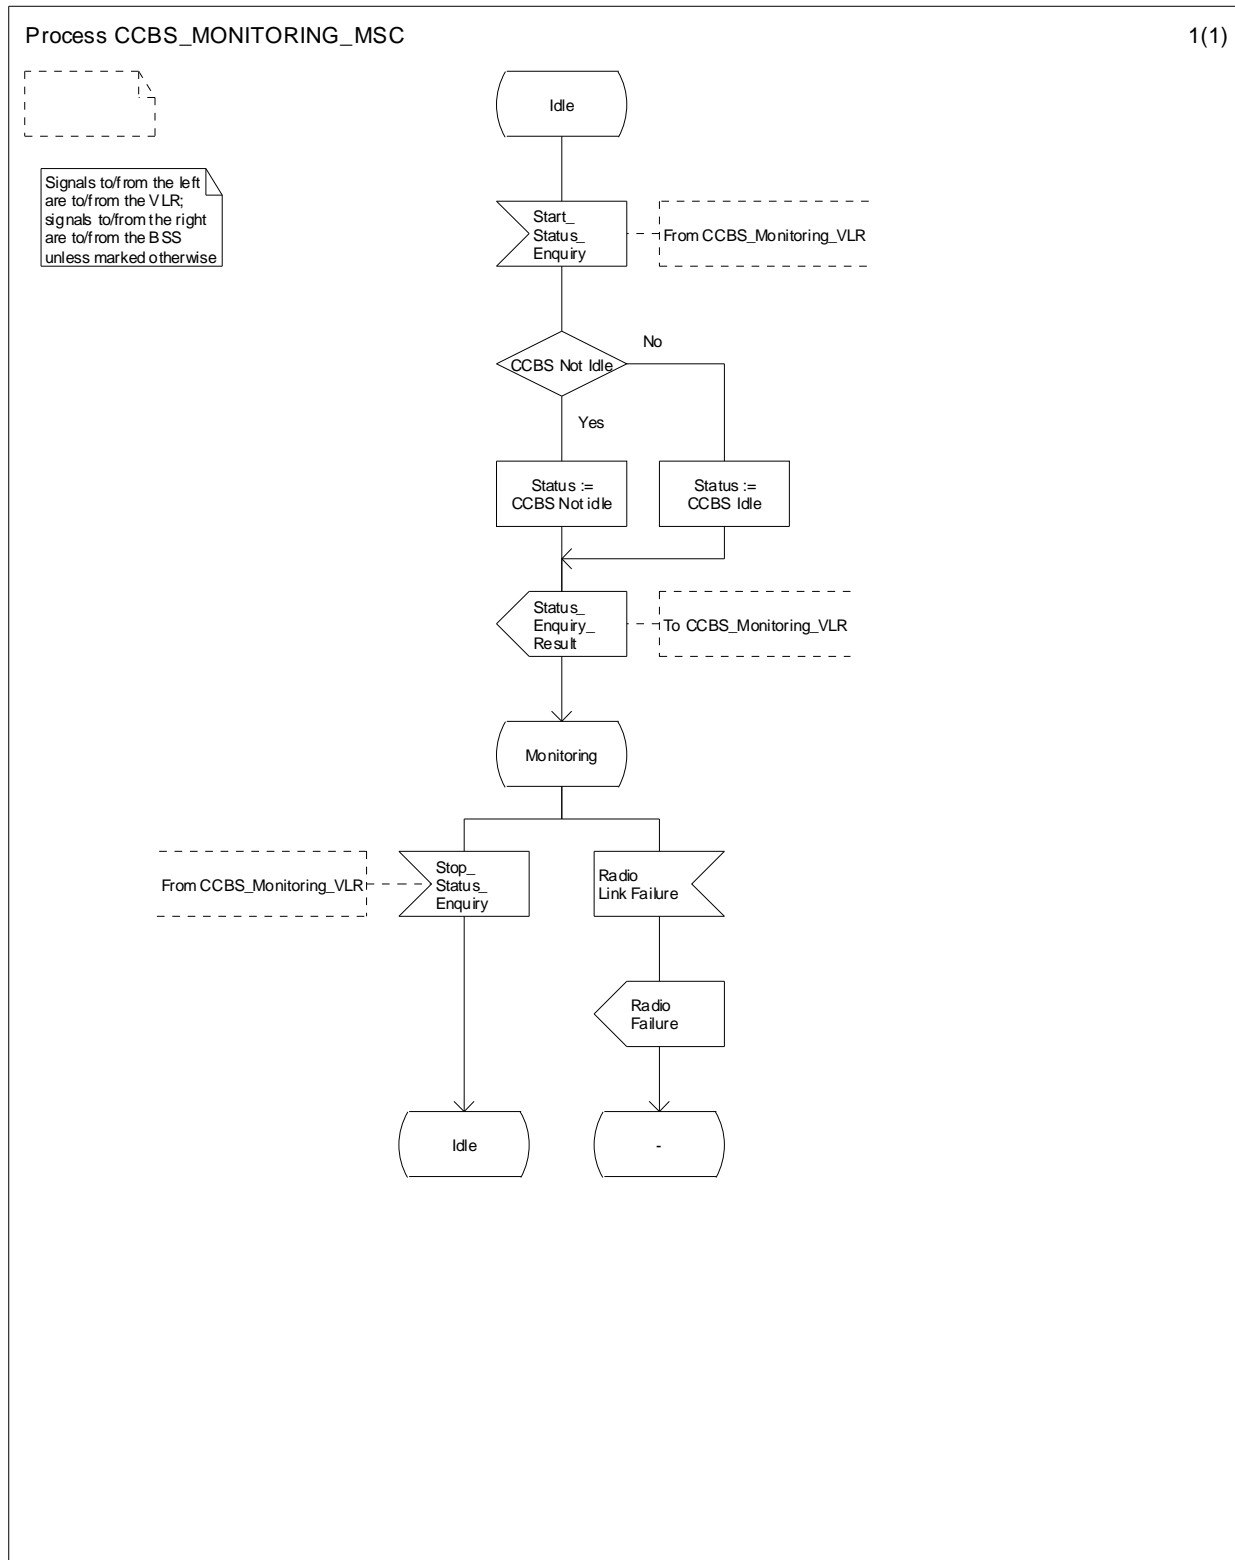 Process CCBS_MONITORING_MSC
1(1)
Signals to/from the left
are to/from the VLR;
signals to/from the right
are to/from the BSS
unless marked otherwise
Idle
Start_
Status_
Enquiry
From CCBS_Monitoring_VLR
CCBS Not Idle
No
Yes
Status :=
CCBS Not idle
Status :=
CCBS Idle
Status_
Enquiry_
Result
To CCBS_Monitoring_VLR
Monitoring
From CCBS_Monitoring_VLR
Stop_
Status_
Enquiry
Radio
Link Failure
Radio
Failure
Idle
-